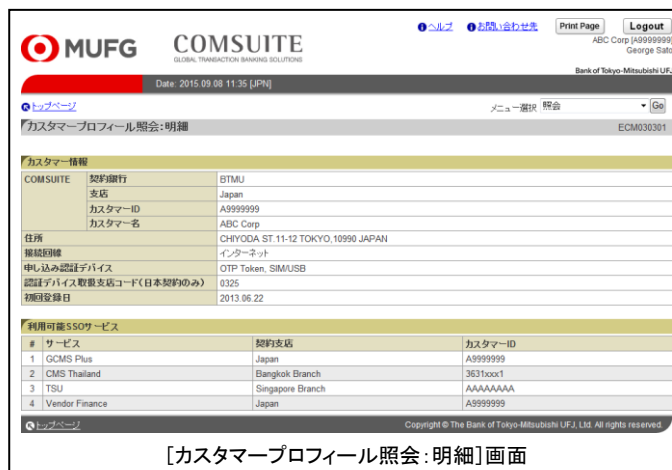 ヘルプ お問い合わせ先 Print Page Logout
MUFG COMSUITE
GLOBAL TRANSACTION BANKING SOLUTIONS
ABC Corp [A9999999]
George Sato
Bank of Tokyo-Mitsubishi UFJ
Date: 2015.09.08 11:35 [JPN]
トップページ メニュー選択 照会 Go
カスタマープロフィール照会:明細 ECM030301
カスタマー情報
COMSUITE 契約銀行 BTMU
支店 Japan
カスタマーID A9999999
カスタマー名 ABC Corp
住所 CHIYODA ST.11-12 TOKYO,10990 JAPAN
接続回線 インターネット
申し込み認証デバイス OTP Token, SIM/USB
認証デバイス取扱支店コード(日本契約のみ) 0325
初回登録日 2013.06.22
利用可能SSOサービス
# サービス 契約支店 カスタマーID
1 GCMS Plus Japan A9999999
2 CMS Thailand Bangkok Branch 3631xxx1
3 TSU Singapore Branch AAAAAAAA
4 Vendor Finance Japan A9999999
トップページ Copyright © The Bank of Tokyo-Mitsubishi UFJ, Ltd. All rights reserved.
[カスタマープロフィール照会:明細]画面